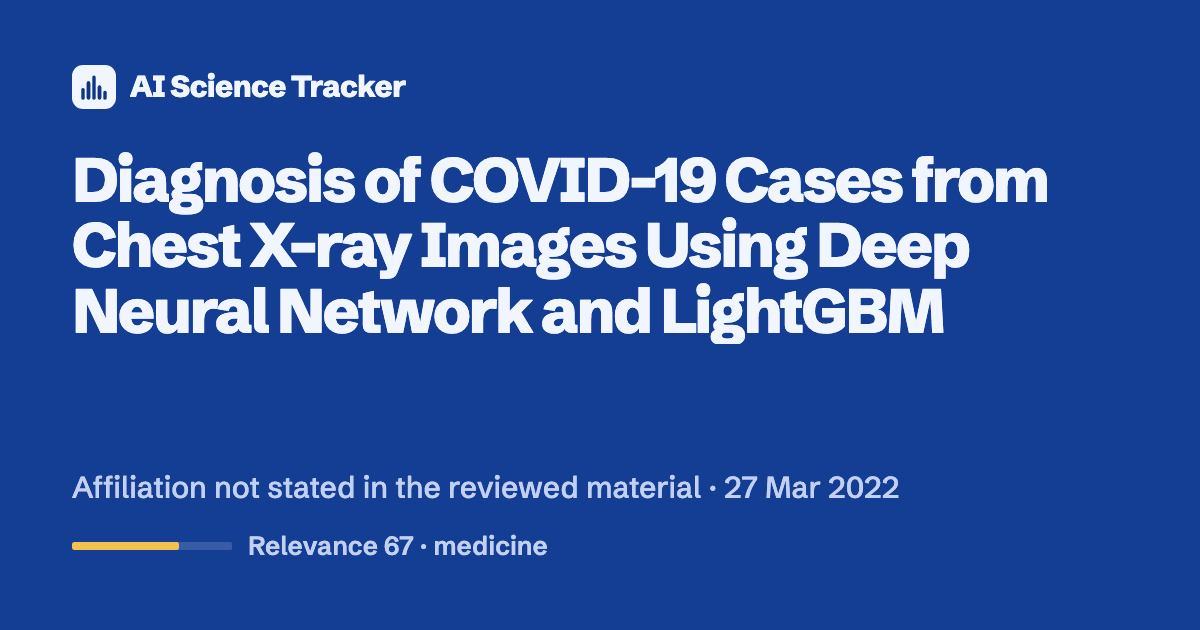 AI Science Tracker
Diagnosis of COVID-19 Cases from
Chest X-ray Images Using Deep
Neural Network and LightGBM
Affiliation not stated in the reviewed material · 27 Mar 2022
Relevance 67 · medicine